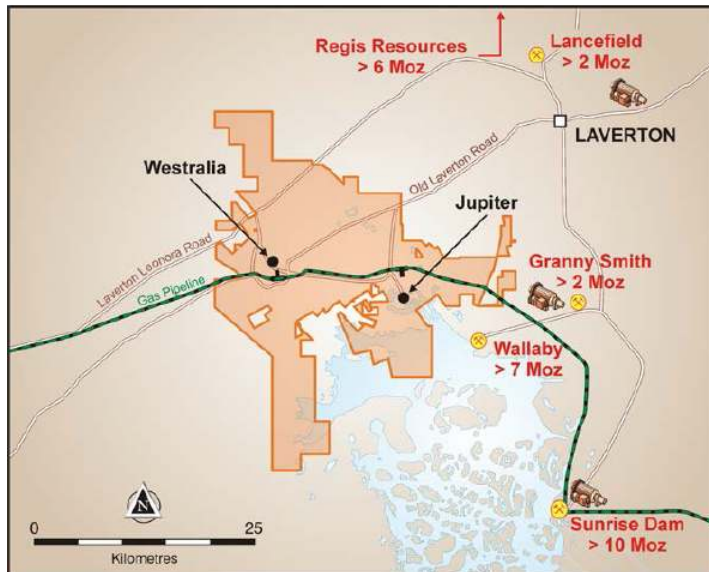 Regis Resources
> 6 Moz
Lancefield
> 2 Moz
LAVERTON
Westralia
Old Laverton Road
Jupiter
Laverton Leonora Road
Gas Pipeline
Granny Smith
> 2 Moz
Wallaby
> 7 Moz
N
0 25
Kilometres
Sunrise Dam
> 10 Moz